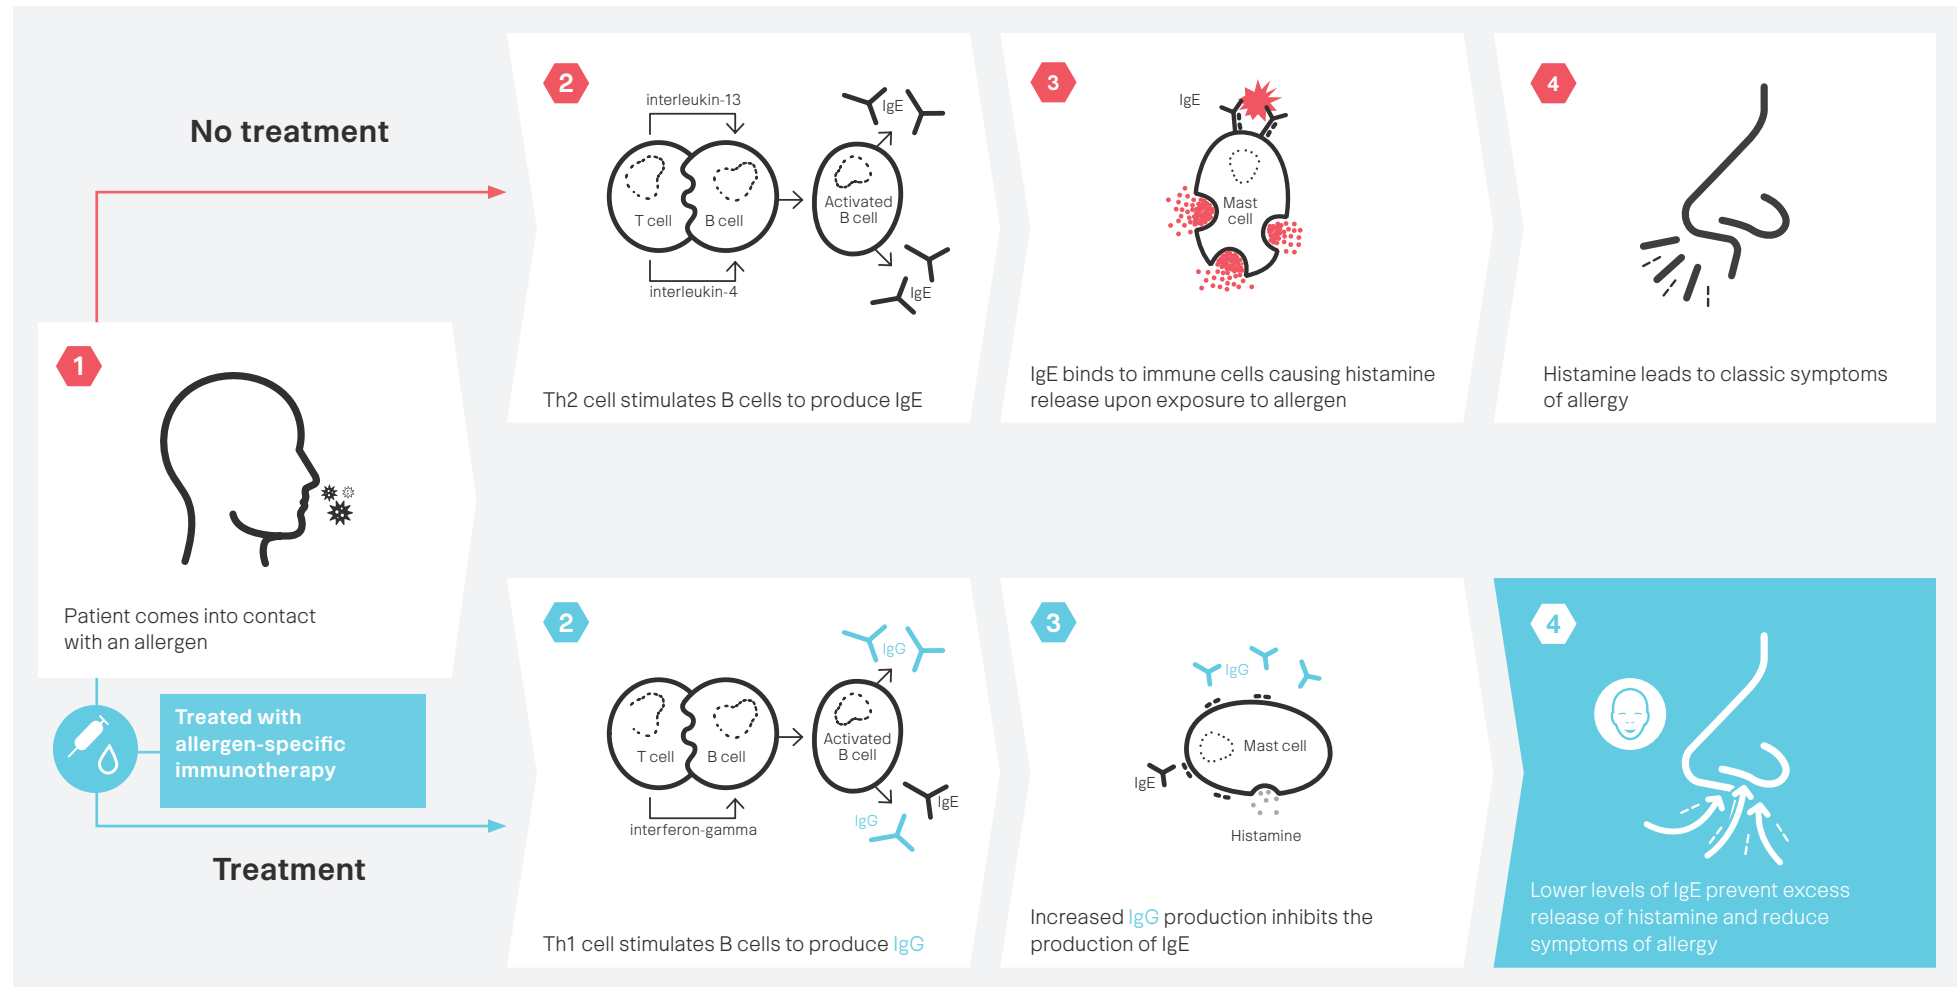 No treatment
1
Patient comes into contact
with an allergen
Treated with
allergen-specific
immunotherapy
Treatment
2
interleukin-13
IgE
T cell
B cell
Activated
B cell
interleukin-4
IgE
Th2 cell stimulates B cells to produce IgE
3
IgE
Mast
cell
IgE binds to immune cells causing histamine
release upon exposure to allergen
4
Histamine leads to classic symptoms
of allergy
2
IgG
T cell
B cell
Activated
B cell
IgE
IgG
interferon-gamma
Th1 cell stimulates B cells to produce IgG
3
IgG
Mast cell
IgE
Histamine
Increased IgG production inhibits the
production of IgE
4
Lower levels of IgE prevent excess
release of histamine and reduce
symptoms of allergy